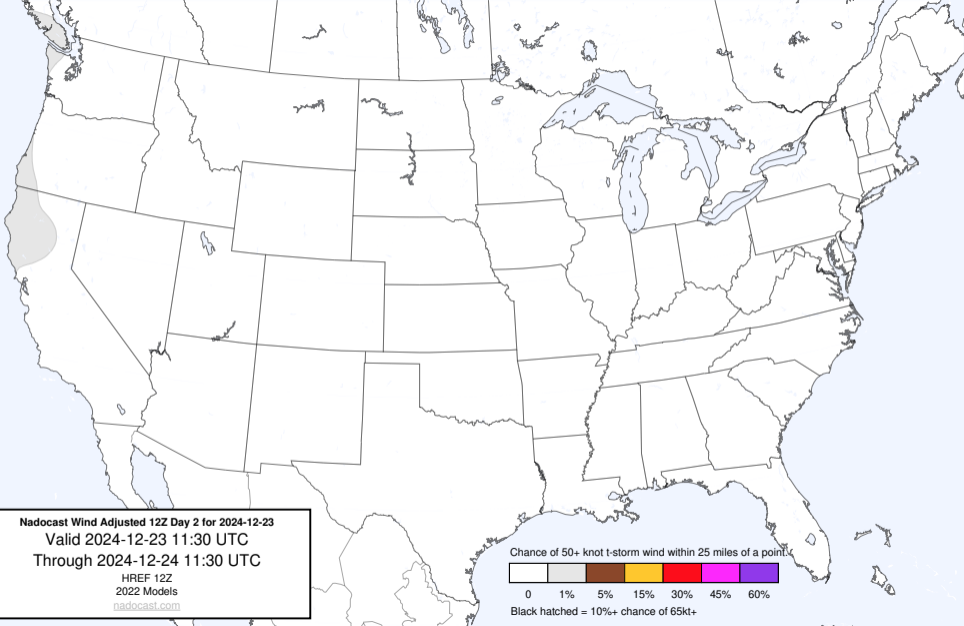 Nadocast Wind Adjusted 12Z Day 2 for 2024-12-23
Valid 2024-12-23 11:30 UTC
Through 2024-12-24 11:30 UTC
HREF 12Z
2022 Models
nadocast.com
Chance of 50+ knot t-storm wind within 25 miles of a point.
0 1% 5% 15% 30% 45% 60%
Black hatched = 10%+ chance of 65kt+